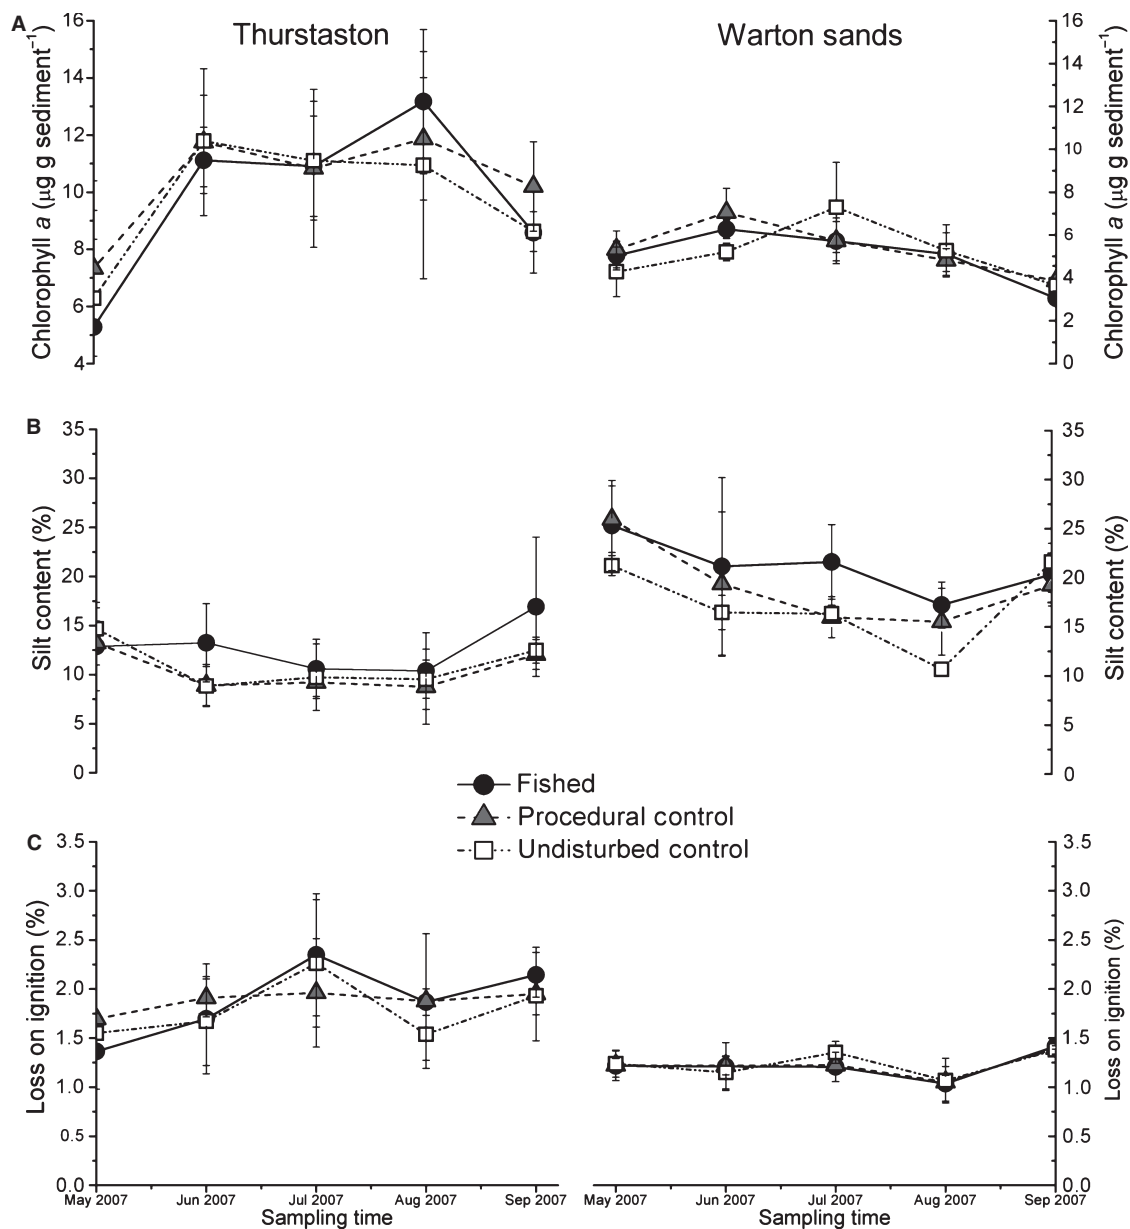 A
Thurstaston
Warton sands
Chlorophyll a (µg g sediment⁻¹)
16
14
12
10
8
6
4
16
14
12
10
8
6
4
2
0
Chlorophyll a (µg g sediment⁻¹)
B
Silt content (%)
35
30
25
20
15
10
5
0
35
30
25
20
15
10
5
0
Silt content (%)
Fished
Procedural control
Undisturbed control
C
Loss on ignition (%)
3.5
3.0
2.5
2.0
1.5
1.0
0.5
0.0
3.5
3.0
2.5
2.0
1.5
1.0
0.5
0.0
Loss on ignition (%)
May 2007 Jun 2007 Jul 2007 Aug 2007 Sep 2007
May 2007 Jun 2007 Jul 2007 Aug 2007 Sep 2007
Sampling time
Sampling time